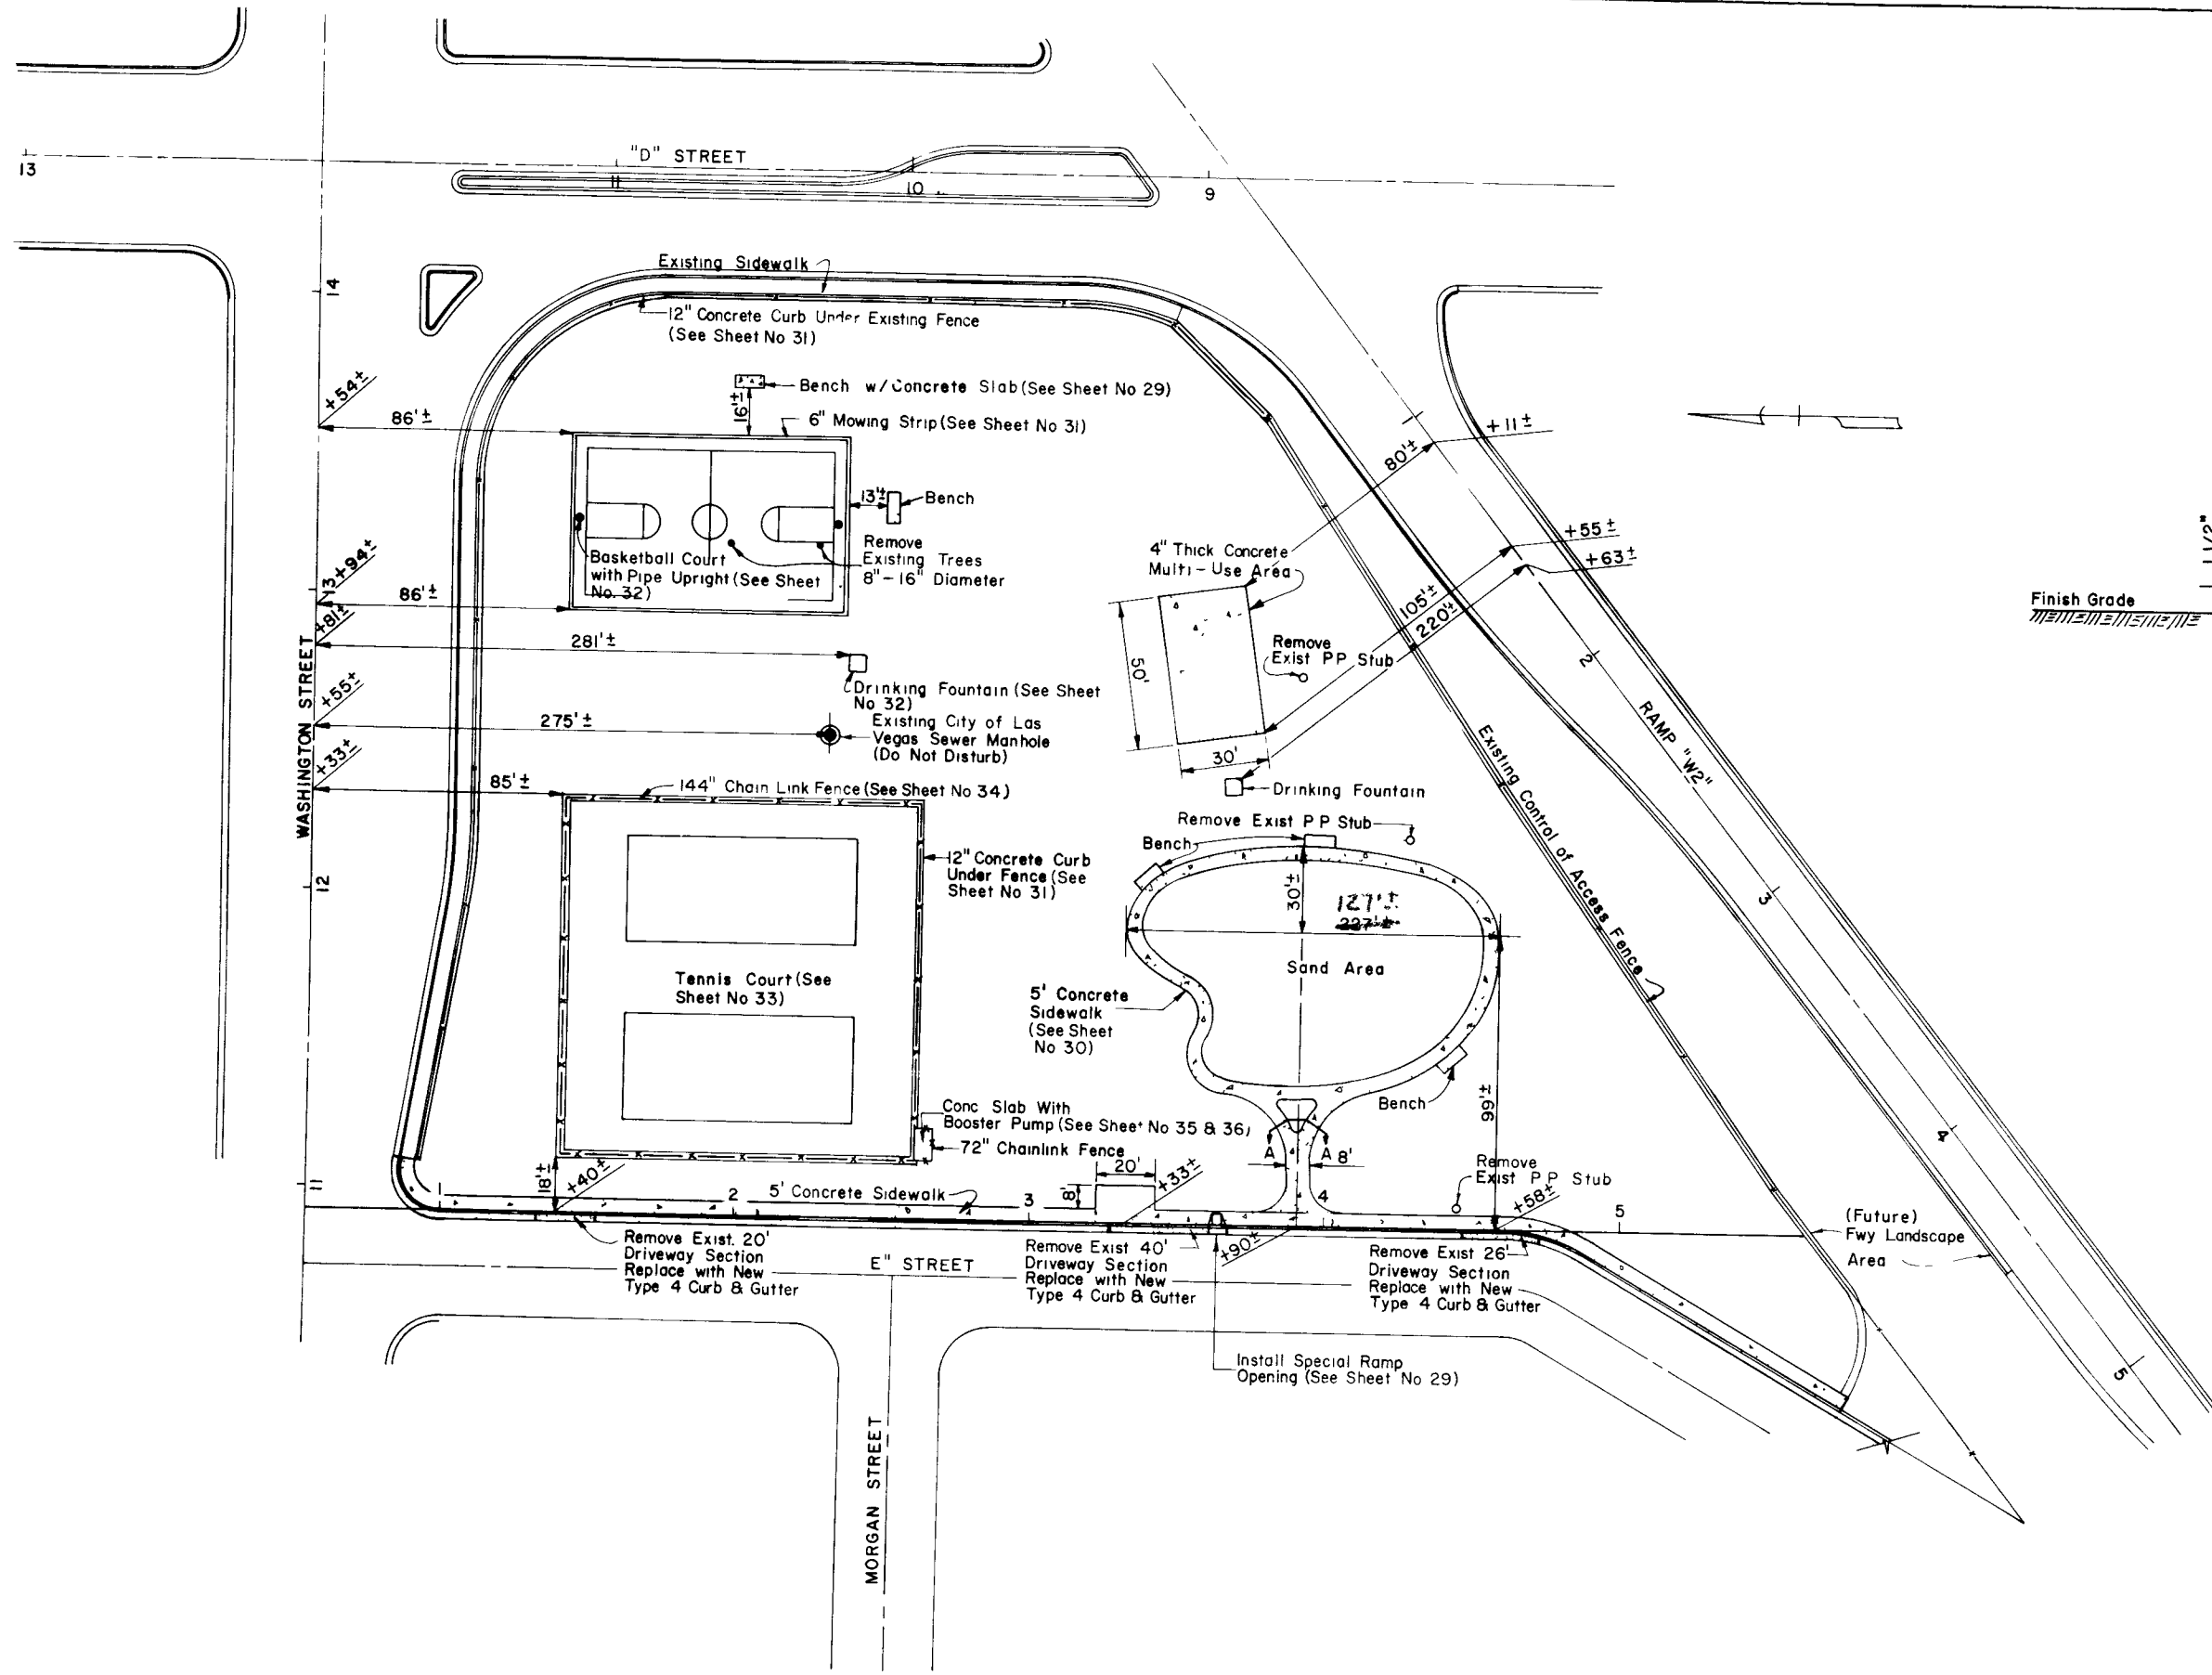 "D" STREET
13
11
10
9
Existing Sidewalk
14
12" Concrete Curb Under Existing Fence
(See Sheet No 31)
+54±
86'±
16'±
Bench w/Concrete Slab (See Sheet No 29)
6" Mowing Strip (See Sheet No 31)
13'±
Bench
Basketball Court
with Pipe Upright (See Sheet
No. 32)
Remove
Existing Trees
8"-16" Diameter
1
80'±
+11±
+55±
+63±
105'±
220'±
4" Thick Concrete
Multi-Use Area
50'
30'
Remove
Exist PP Stub
1 1/2"
Finish Grade
13+94±
86'±
+81±
281'±
Drinking Fountain (See Sheet
No 32)
WASHINGTON STREET
+55±
275'±
Existing City of Las
Vegas Sewer Manhole
(Do Not Disturb)
+33±
85'±
144" Chain Link Fence (See Sheet No 34)
Drinking Fountain
Remove Exist P P Stub
Bench
12
12" Concrete Curb
Under Fence (See
Sheet No 31)
30'±
127'±
227'±
Sand Area
Tennis Court (See
Sheet No 33)
5' Concrete
Sidewalk
(See Sheet
No 30)
Existing Control of Access Fence
RAMP "W2"
2
3
4
5
99'±
Bench
Conc Slab With
Booster Pump (See Sheet No 35 & 36)
72" Chainlink Fence
A
A
8'
20'
8'
+33±
18'±
+40±
11
2
5' Concrete Sidewalk
3
4
5
Remove
Exist P P Stub
+58±
+90±
(Future)
Fwy Landscape
Area
Remove Exist. 20'
Driveway Section
Replace with New
Type 4 Curb & Gutter
E" STREET
Remove Exist 40'
Driveway Section
Replace with New
Type 4 Curb & Gutter
Remove Exist 26'
Driveway Section
Replace with New
Type 4 Curb & Gutter
Install Special Ramp
Opening (See Sheet No 29)
MORGAN STREET